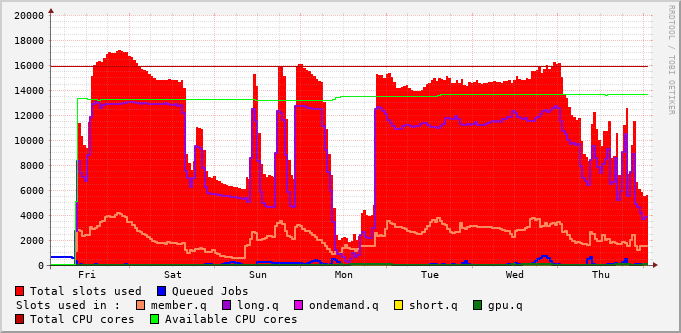 20000
18000
16000
14000
12000
10000
8000
6000
4000
2000
0
Fri Sat Sun Mon Tue Wed Thu
RRDTOOL / TOBI OETIKER
Total slots used Queued Jobs
Slots used in : member.q long.q ondemand.q short.q gpu.q
Total CPU cores Available CPU cores